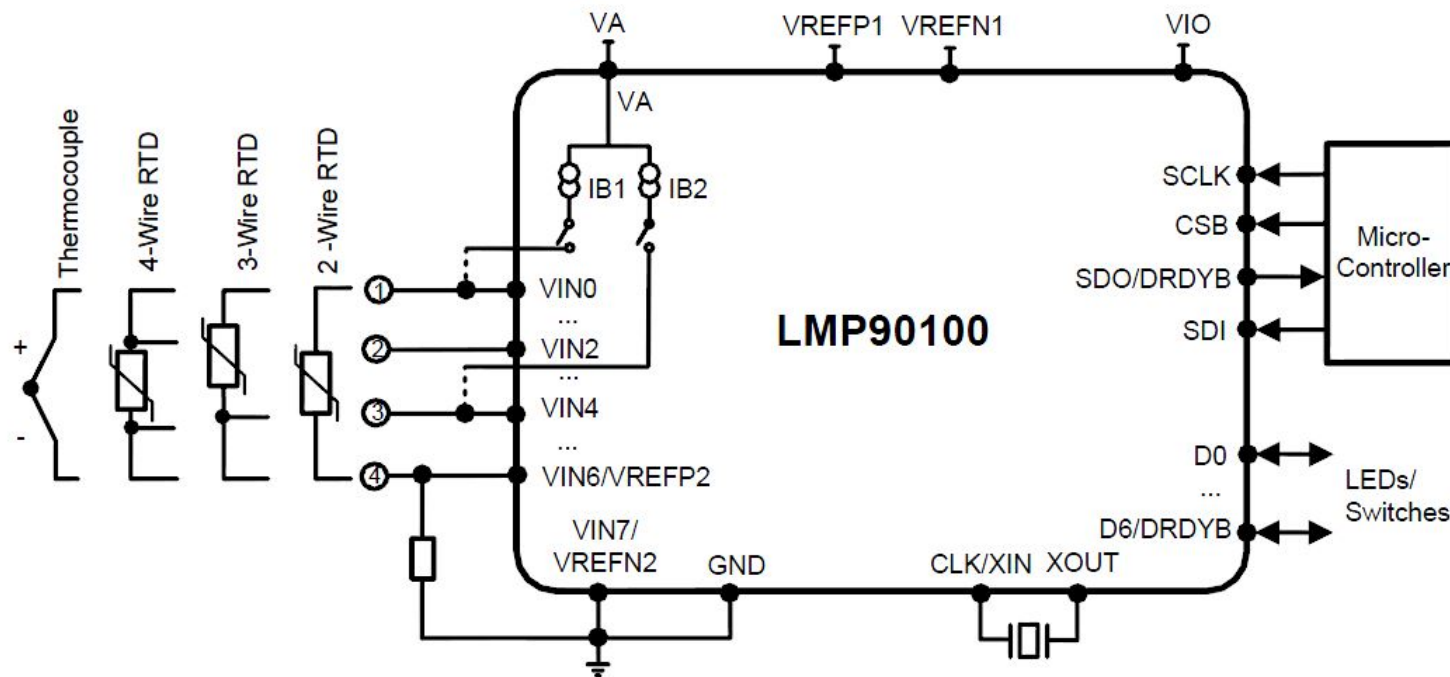 VA
VREFP1
VREFN1
VIO
VA
Thermocouple
4-Wire RTD
3-Wire RTD
2 -Wire RTD
IB1
IB2
SCLK
CSB
Micro-
Controller
SDO/DRDYB
SDI
1
VIN0
...
LMP90100
2
VIN2
...
+
3
VIN4
-
...
4
VIN6/VREFP2
D0
...
LEDs/
Switches
D6/DRDYB
VIN7/
VREFN2
GND
CLK/XIN
XOUT